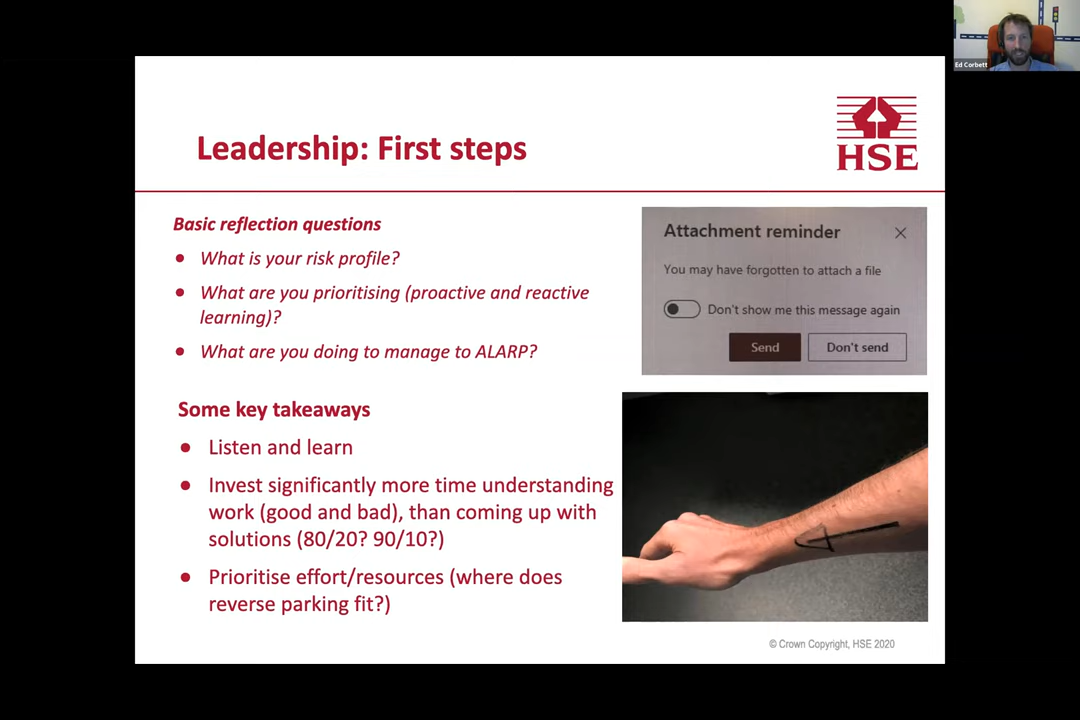 Ed Corbett
Leadership: First steps
HSE
Basic reflection questions
● What is your risk profile?
● What are you prioritising (proactive and reactive
learning)?
● What are you doing to manage to ALARP?
Attachment reminder
You may have forgotten to attach a file
Don't show me this message again
Send Don't send
Some key takeaways
● Listen and learn
● Invest significantly more time understanding
work (good and bad), than coming up with
solutions (80/20? 90/10?)
● Prioritise effort/resources (where does
reverse parking fit?)
4
© Crown Copyright, HSE 2020